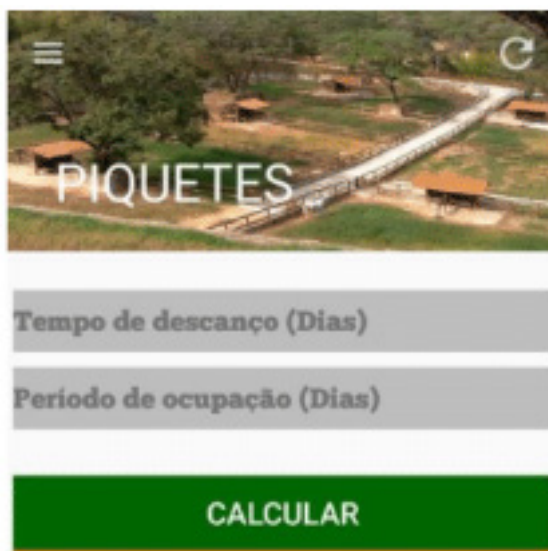 PIQUETES
Tempo de descanço (Dias)
Período de ocupação (Dias)
CALCULAR